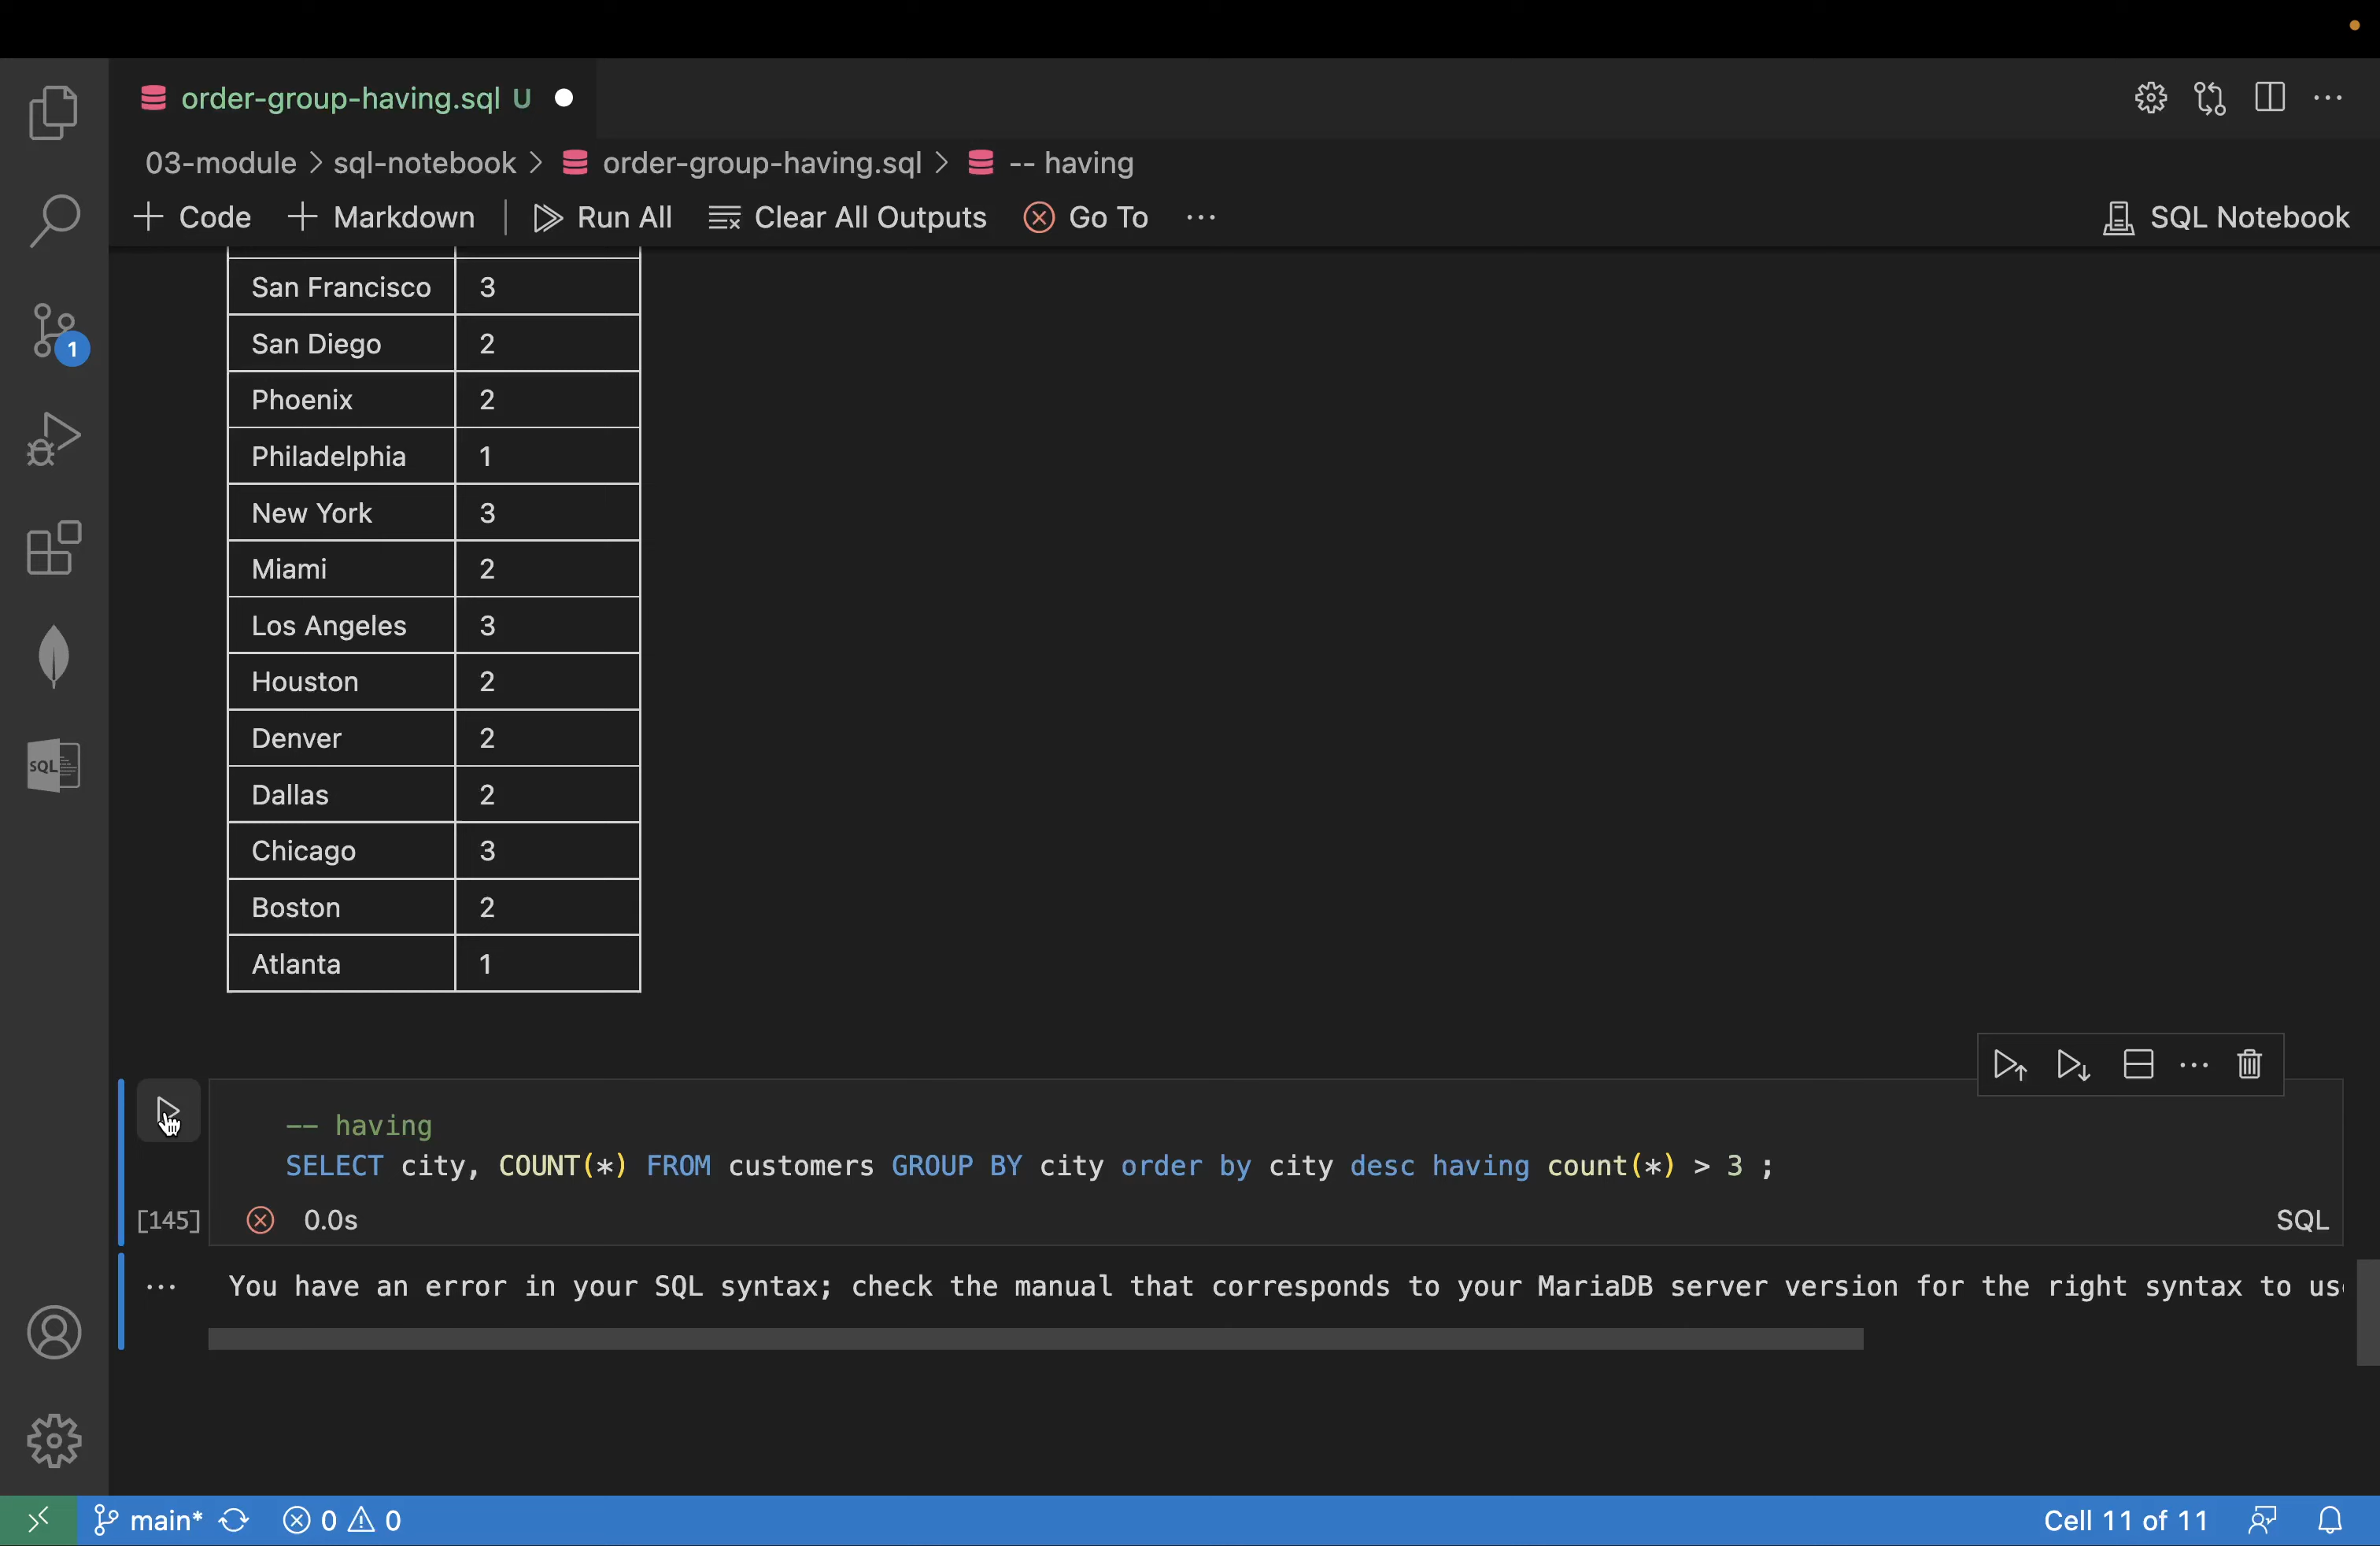 order-group-having.sql U
03-module > sql-notebook > order-group-having.sql > -- having
+ Code + Markdown | Run All Clear All Outputs Go To ... SQL Notebook
San Francisco 3
San Diego 2
Phoenix 2
Philadelphia 1
New York 3
Miami 2
Los Angeles 3
Houston 2
Denver 2
Dallas 2
Chicago 3
Boston 2
Atlanta 1
1
SQL
-- having
SELECT city, COUNT(*) FROM customers GROUP BY city order by city desc having count(*) > 3 ;
[145] 0.0s SQL
... You have an error in your SQL syntax; check the manual that corresponds to your MariaDB server version for the right syntax to us
main* 0 0 Cell 11 of 11